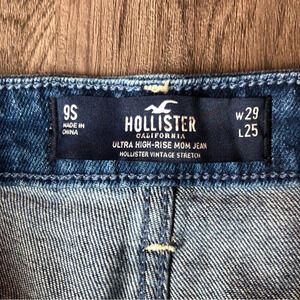 9S
MADE IN
CHINA
HOLLISTER
CALIFORNIA
ULTRA HIGH-RISE MOM JEAN
HOLLISTER VINTAGE STRETCH
W29
L25